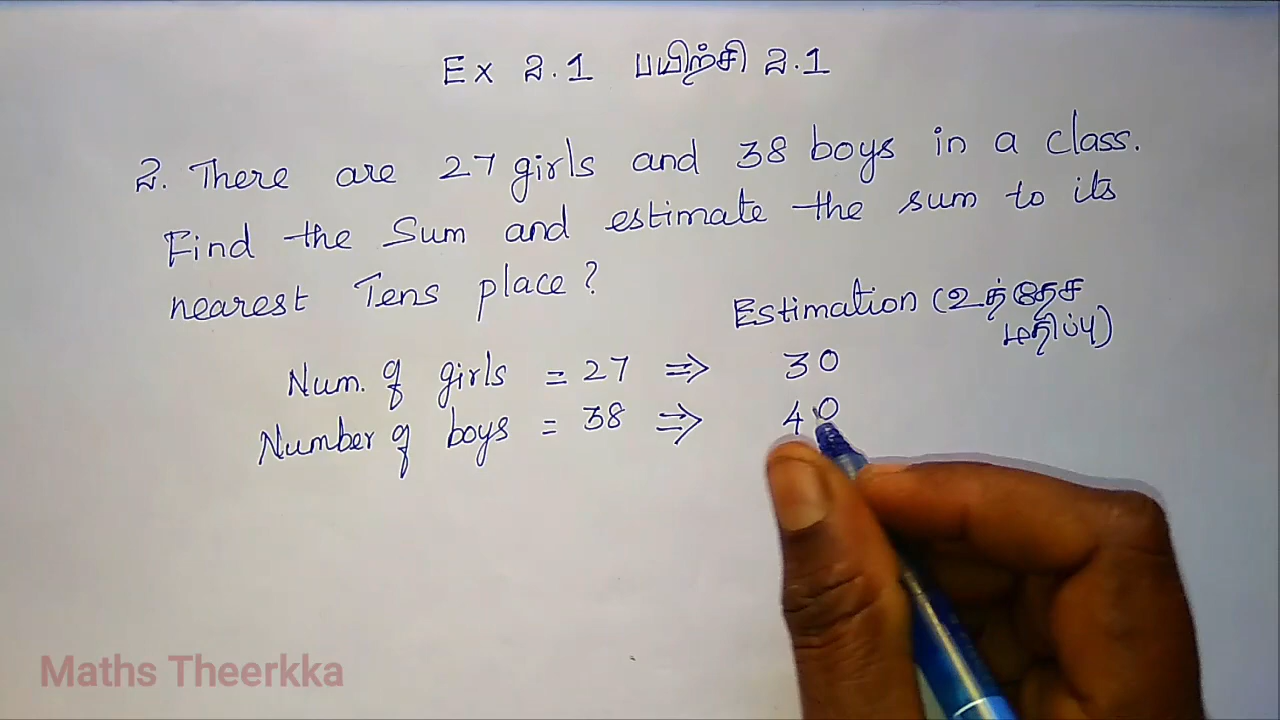 Ex 2.1 பயிற்சி 2.1
2. There are 27 girls and 38 boys in a class.
Find the Sum and estimate the sum to its
nearest Tens place?
Estimation (உத்தேச
மதிப்பு)
Num. of girls = 27 ⇒ 30
Number of boys = 38 ⇒ 40
Maths Theerkka